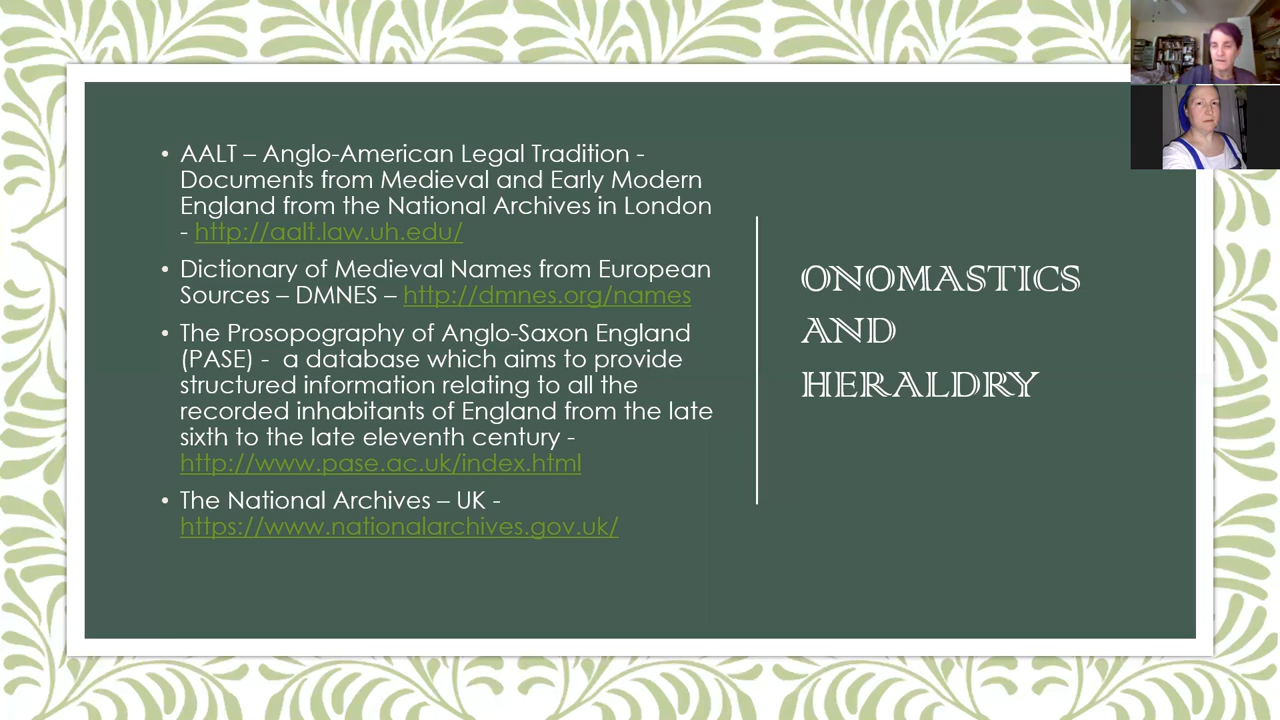 • AALT – Anglo-American Legal Tradition -
Documents from Medieval and Early Modern
England from the National Archives in London
- http://aalt.law.uh.edu/
• Dictionary of Medieval Names from European
Sources – DMNES – http://dmnes.org/names
• The Prosopography of Anglo-Saxon England
(PASE) - a database which aims to provide
structured information relating to all the
recorded inhabitants of England from the late
sixth to the late eleventh century -
http://www.pase.ac.uk/index.html
• The National Archives – UK -
https://www.nationalarchives.gov.uk/
ONOMASTICS
AND
HERALDRY